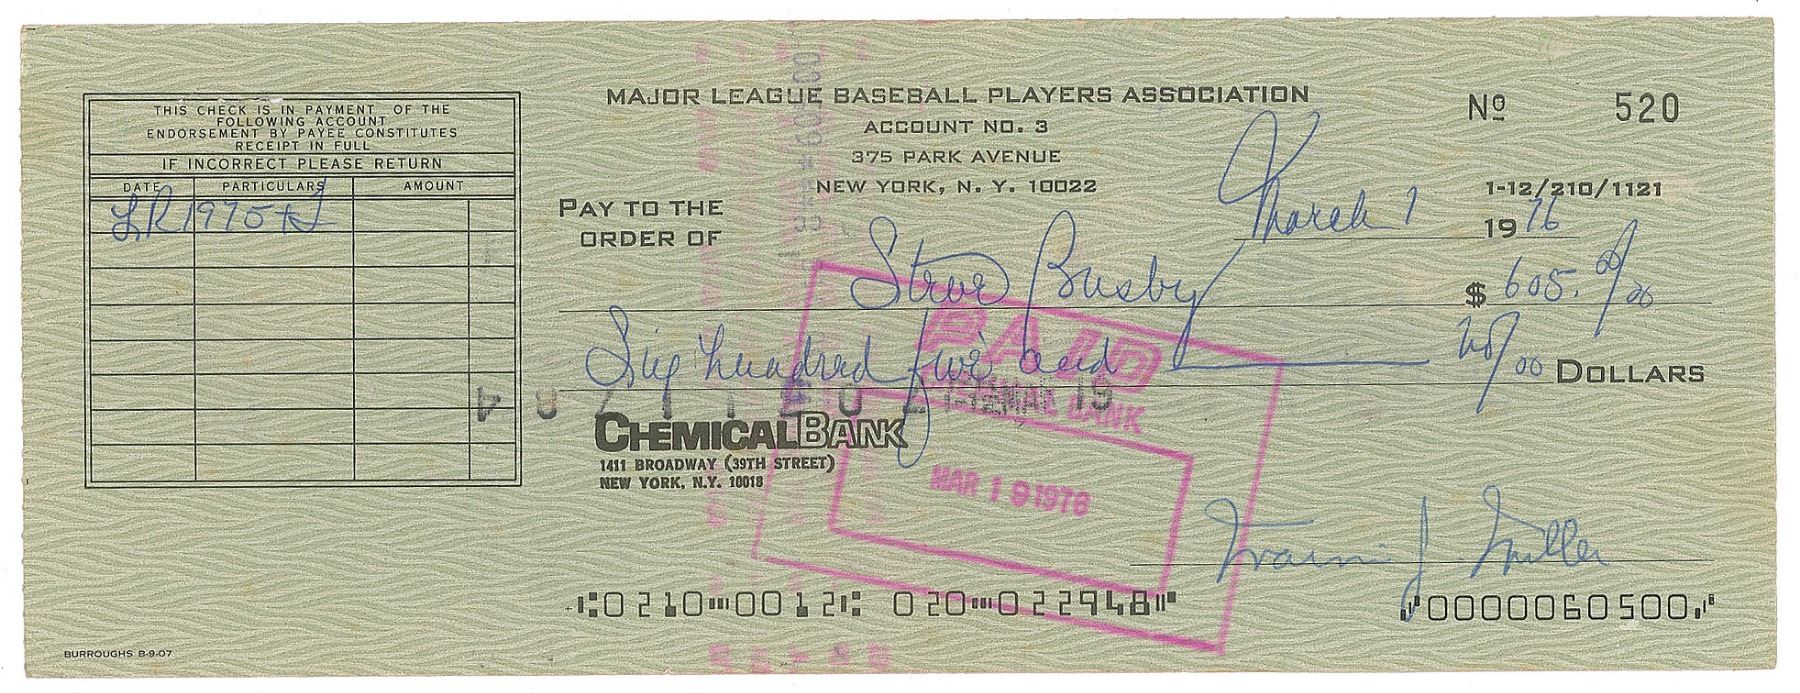 THIS CHECK IS IN PAYMENT OF THE
FOLLOWING ACCOUNT
ENDORSEMENT BY PAYEE CONSTITUTES
RECEIPT IN FULL
IF INCORRECT PLEASE RETURN
DATE PARTICULARS AMOUNT
LR 1975
MAJOR LEAGUE BASEBALL PLAYERS ASSOCIATION
ACCOUNT NO. 3
375 PARK AVENUE
NEW YORK, N. Y. 10022
No 520
1-12/210/1121
March 1 1976
PAY TO THE
ORDER OF
Steve Busby
$ 605. 00/00
Six hundred five and 00/00 DOLLARS
PAID
BANK
MAR 19 1976
CHEMICAL BANK
1411 BROADWAY (39TH STREET)
NEW YORK, N.Y. 10018
Marvin J. Miller
⑆0210⑉0012⑆ 020⑉022948⑈ ⑈0000060500⑈
BURROUGHS B-9-07